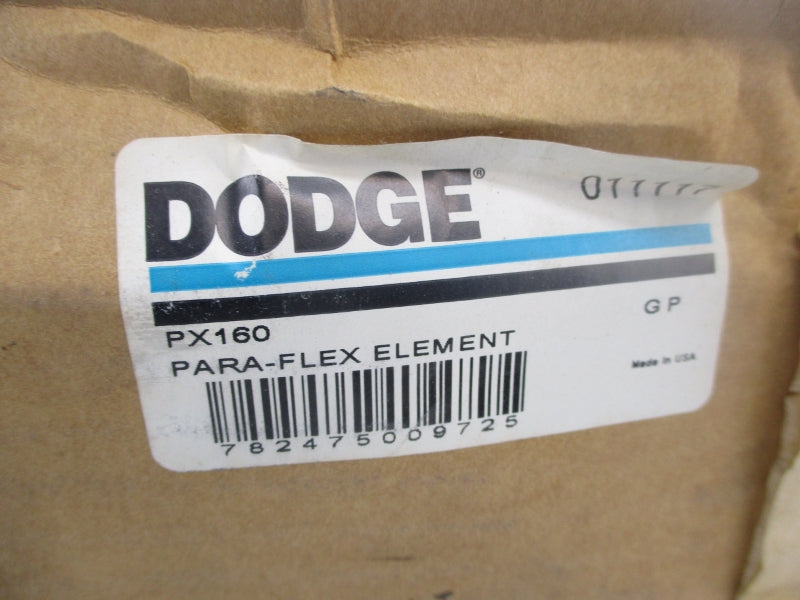 DODGE®
PX160
GP
PARA-FLEX ELEMENT
Made in USA
782475009725